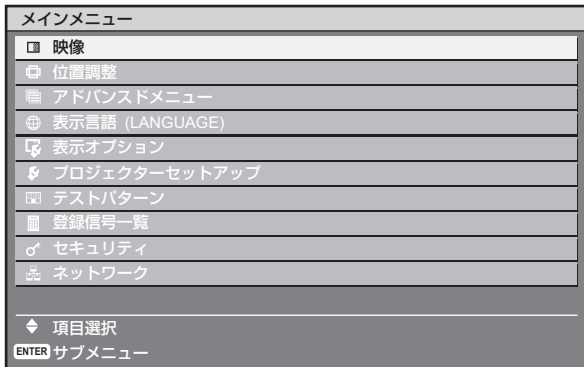 メインメニュー
映像
位置調整
アドバンスドメニュー
表示言語 (LANGUAGE)
表示オプション
プロジェクターセットアップ
テストパターン
登録信号一覧
セキュリティ
ネットワーク
項目選択
ENTER サブメニュー